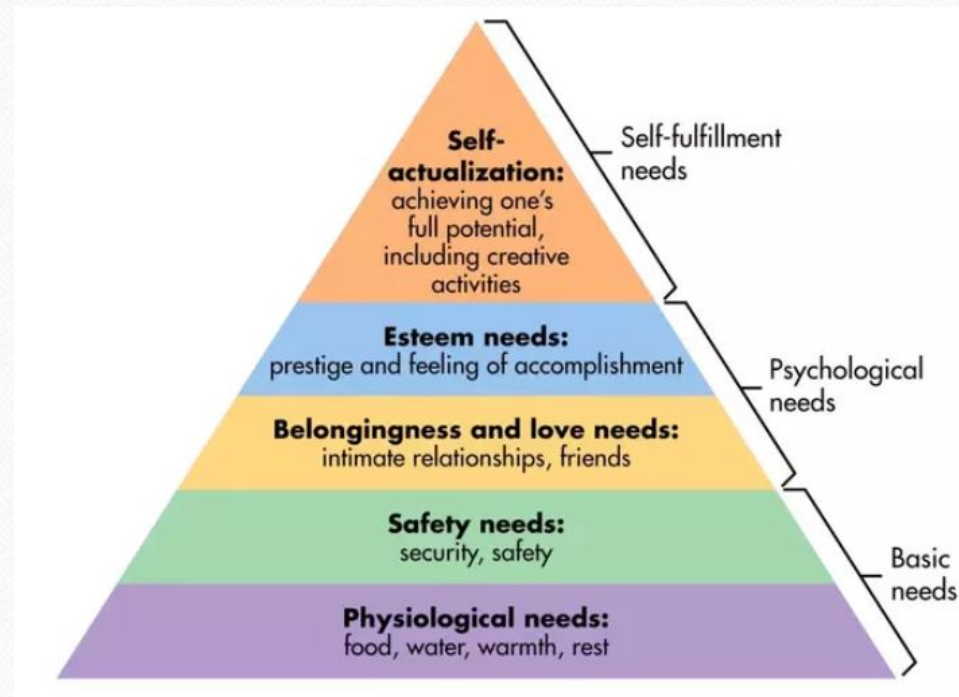 Self-
actualization:
achieving one's
full potential,
including creative
activities
Self-fulfillment
needs
Esteem needs:
prestige and feeling of accomplishment
Psychological
needs
Belongingness and love needs:
intimate relationships, friends
Safety needs:
security, safety
Basic
needs
Physiological needs:
food, water, warmth, rest